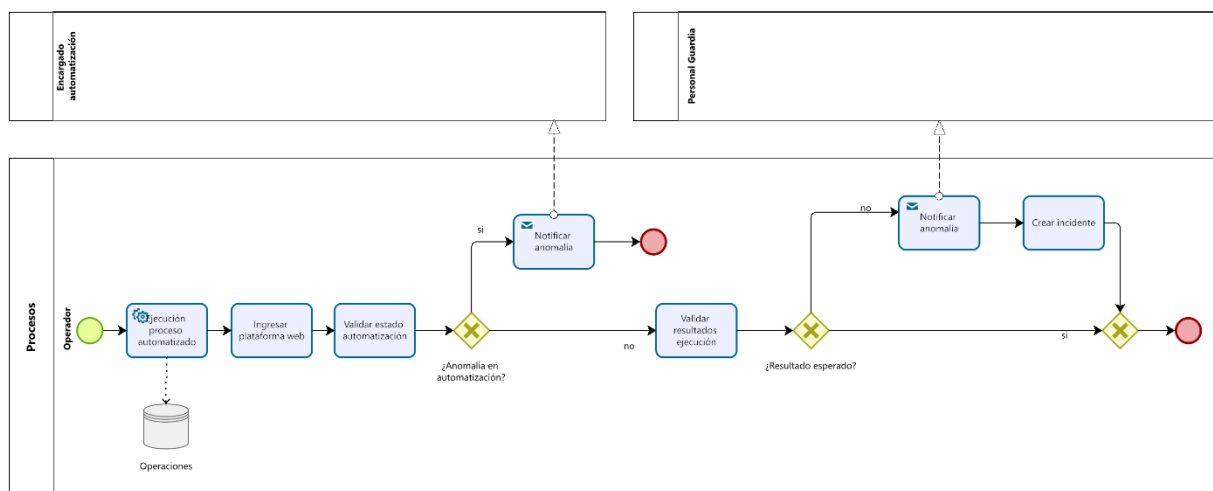 Encargado
automatización
Personal Guardia
Procesos
Operador
Ejecución
proceso
automatizado
Ingresar
plataforma web
Validar estado
automatización
¿Anomalía en
automatización?
si
Notificar
anomalía
no
Validar
resultados
ejecución
¿Resultado esperado?
no
Notificar
anomalía
Crear incidente
si
Operaciones